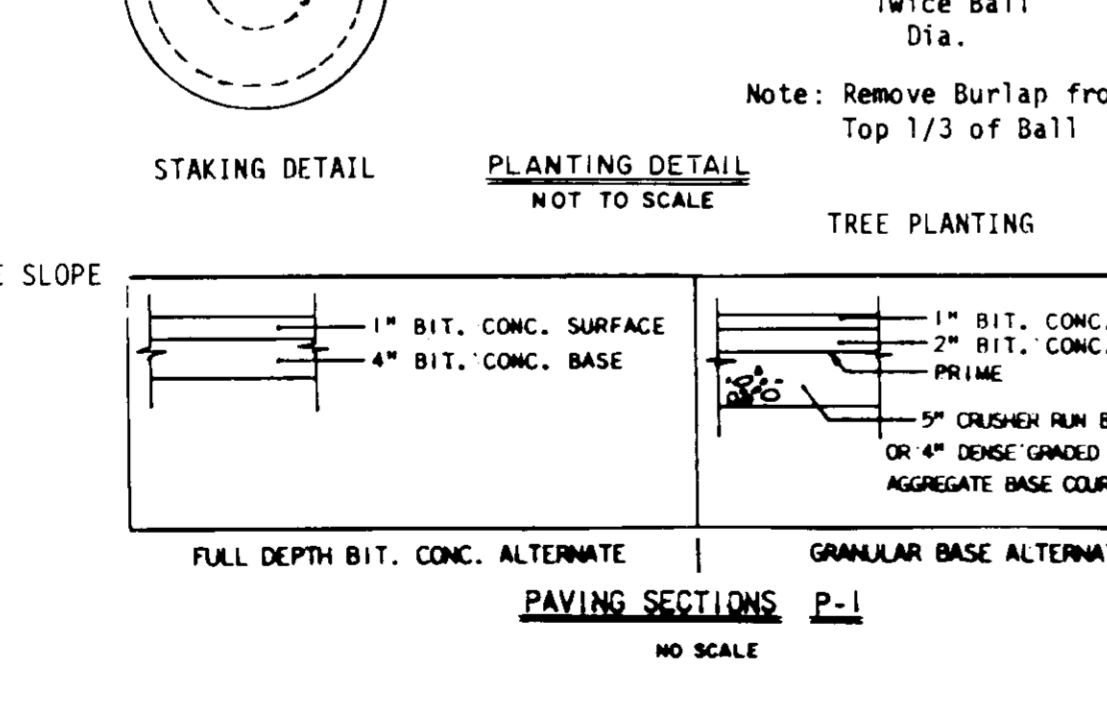 Twice Ball
Dia.
Note: Remove Burlap
Top 1/3 of Ball
STAKING DETAIL
PLANTING DETAIL
NOT TO SCALE
TREE PLANTING
SLOPE
1" BIT. CONC. SURFACE
4" BIT. CONC. BASE
1" BIT. CONC.
2" BIT. CONC.
PRIME
5" CRUSHER RUN
OR 4" DENSE GRADED
AGGREGATE BASE
FULL DEPTH BIT. CONC. ALTERNATE
GRANULAR BASE
PAVING SECTIONS P-1
NO SCALE